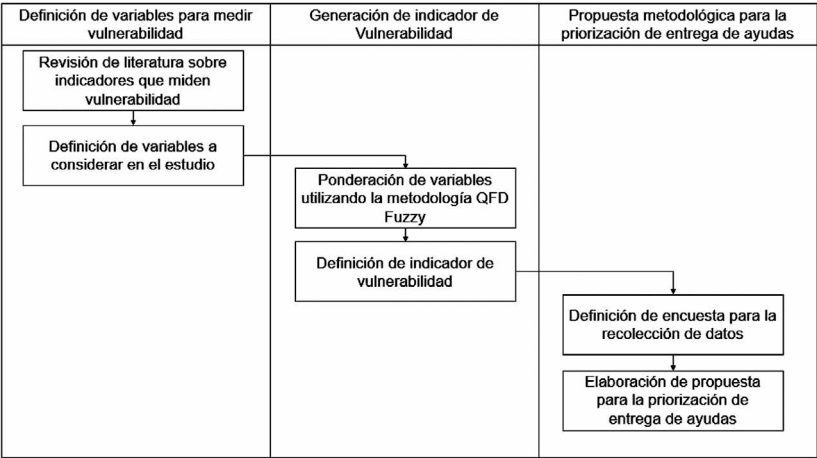 Definición de variables para medir
vulnerabilidad
Generación de indicador de
Vulnerabilidad
Propuesta metodológica para la
priorización de entrega de ayudas
Revisión de literatura sobre
indicadores que miden
vulnerabilidad
Definición de variables a
considerar en el estudio
Ponderación de variables
utilizando la metodología QFD
Fuzzy
Definición de indicador de
vulnerabilidad
Definición de encuesta para la
recolección de datos
Elaboración de propuesta
para la priorización de
entrega de ayudas